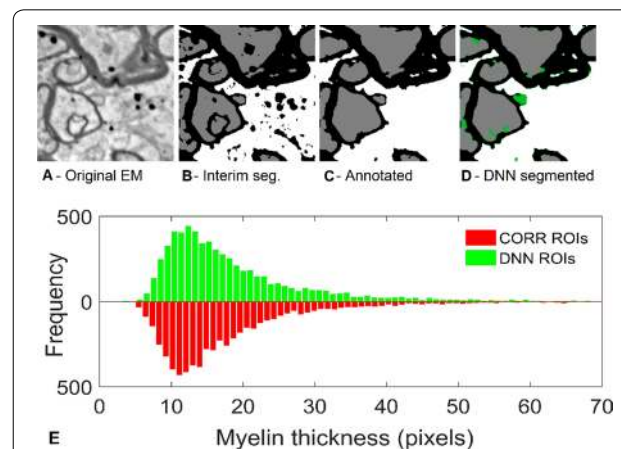 A - Original EM
B - Interim seg.
C - Annotated
D - DNN segmented
500
CORR ROIs
DNN ROIs
0
Frequency
500
0 10 20 30 40 50 60 70
E
Myelin thickness (pixels)